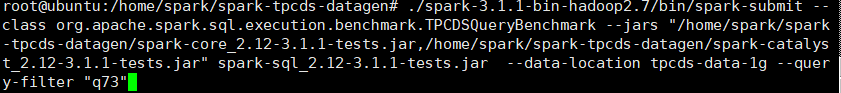 root@ubuntu:/home/spark/spark-tpcds-datagen# ./spark-3.1.1-bin-hadoop2.7/bin/spark-submit --
class org.apache.spark.sql.execution.benchmark.TPCDSQueryBenchmark --jars "/home/spark/spark
-tpcds-datagen/spark-core_2.12-3.1.1-tests.jar,/home/spark/spark-tpcds-datagen/spark-catalys
t_2.12-3.1.1-tests.jar" spark-sql_2.12-3.1.1-tests.jar  --data-location tpcds-data-1g --quer
y-filter "q73"